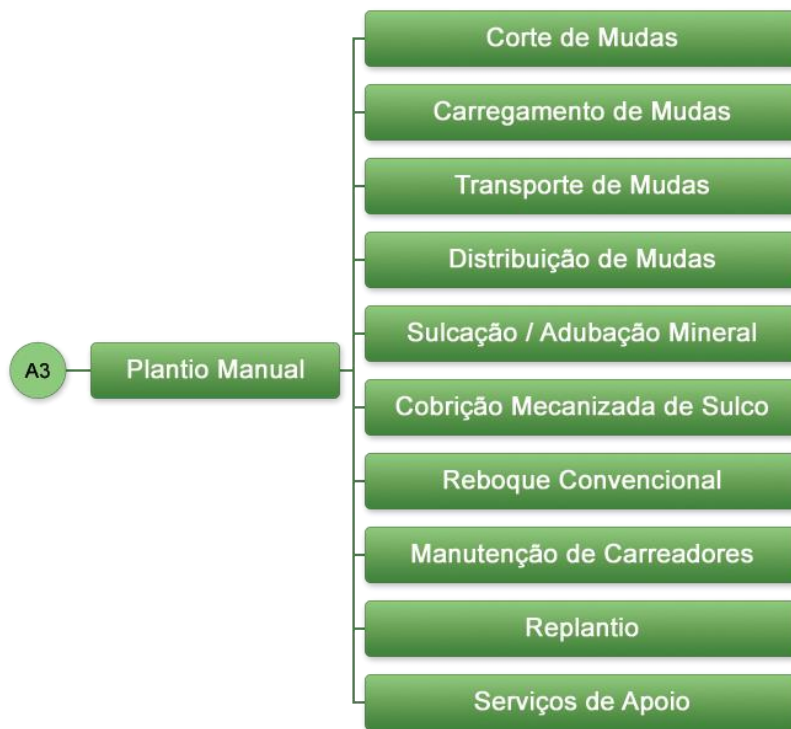 Corte de Mudas
Carregamento de Mudas
Transporte de Mudas
Distribuição de Mudas
Sulcação / Adubação Mineral
A3
Plantio Manual
Cobrição Mecanizada de Sulco
Reboque Convencional
Manutenção de Carreadores
Replantio
Serviços de Apoio